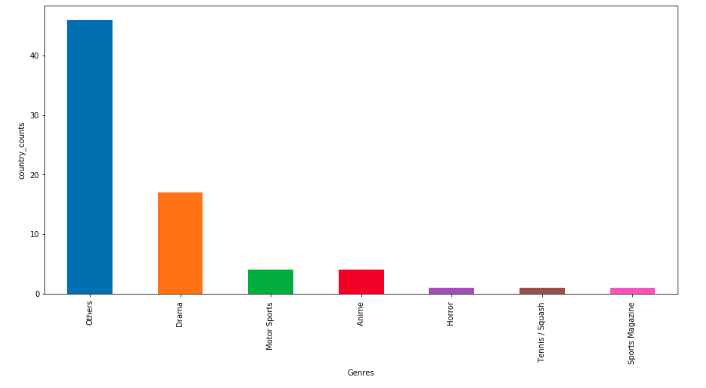 country_counts
40
30
20
10
0
Others
Drama
Motor Sports
Anime
Horror
Tennis / Squash
Sports Magazine
Genres